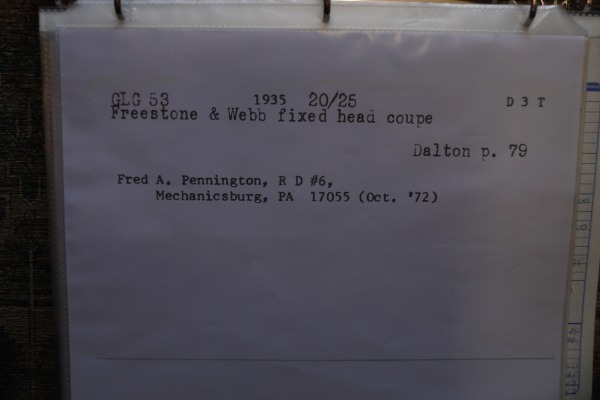 GLG 53 1935 20/25 D 3 T
Freestone & Webb fixed head coupe
Dalton p. 79
Fred A. Pennington, R D #6,
Mechanicsburg, PA 17055 (Oct. '72)